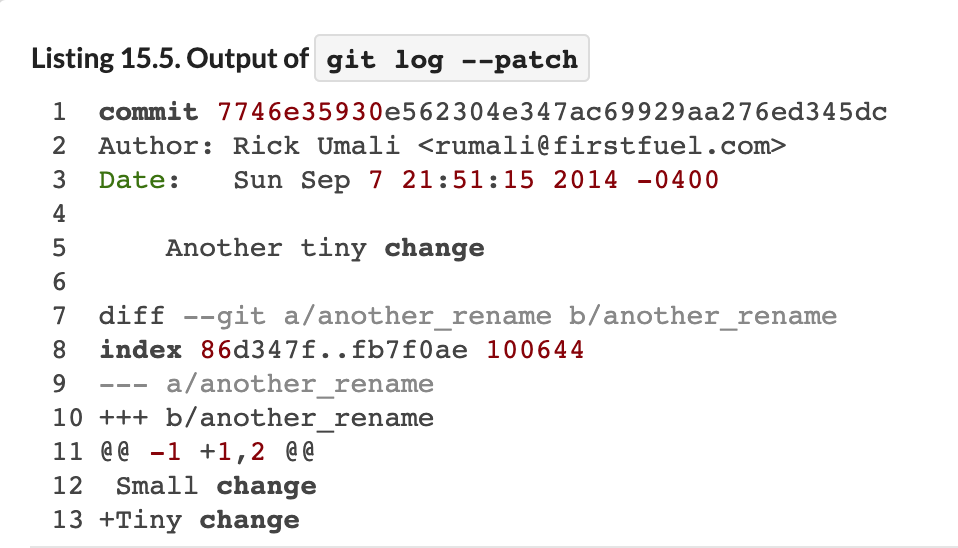 Listing 15.5. Output of git log --patch
1 commit 7746e35930e562304e347ac69929aa276ed345dc
2 Author: Rick Umali <rumali@firstfuel.com>
3 Date:   Sun Sep 7 21:51:15 2014 -0400
4
5     Another tiny change
6
7 diff --git a/another_rename b/another_rename
8 index 86d347f..fb7f0ae 100644
9 --- a/another_rename
10 +++ b/another_rename
11 @@ -1 +1,2 @@
12  Small change
13 +Tiny change